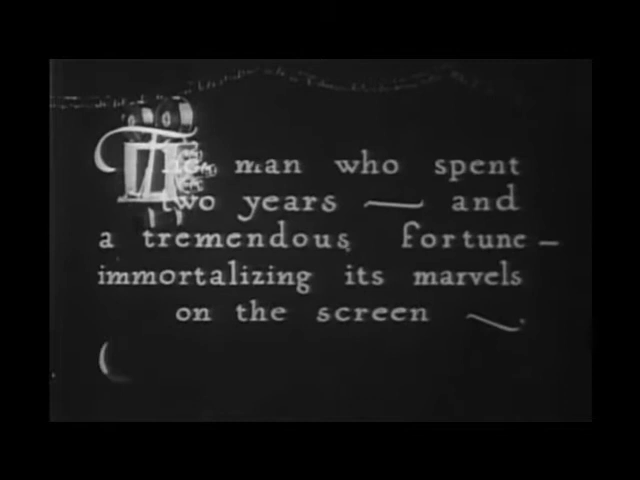 The man who spent
two years — and
a tremendous fortune —
immortalizing its marvels
on the screen